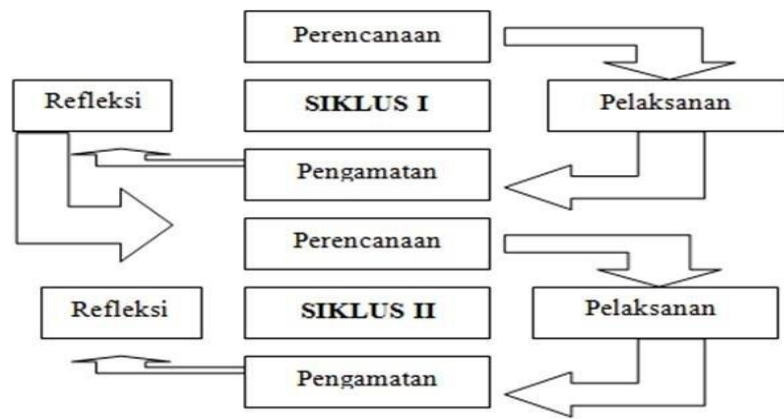 Perencanaan
Refleksi
SIKLUS I
Pelaksanan
Pengamatan
Perencanaan
Refleksi
SIKLUS II
Pelaksanan
Pengamatan